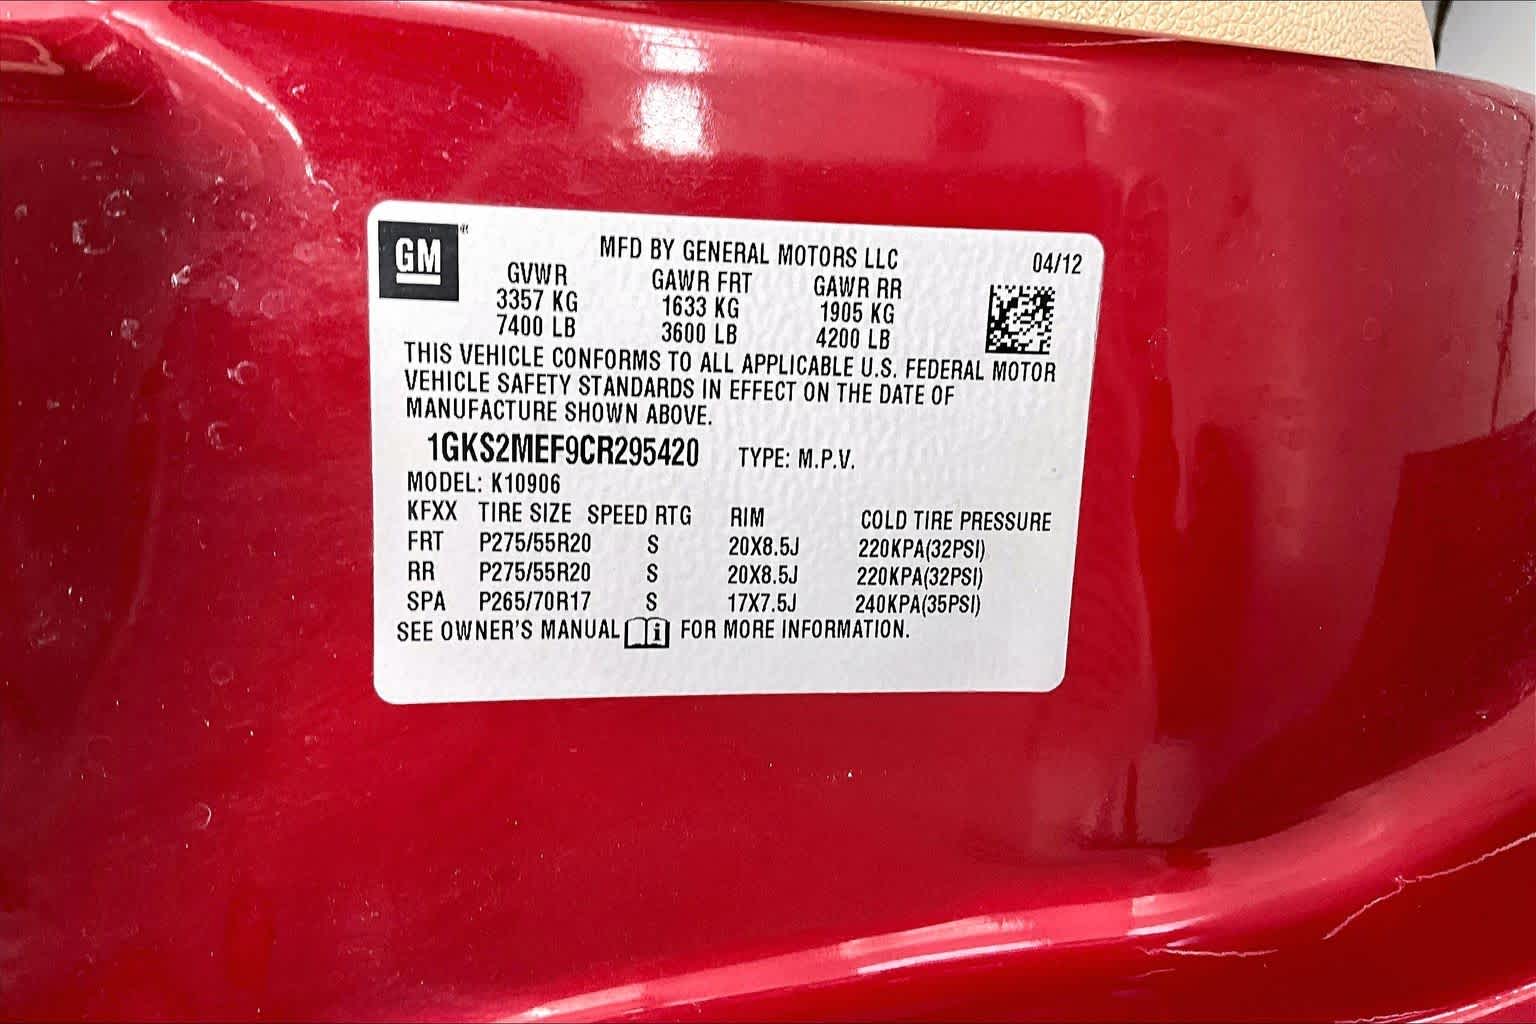 GM
MFD BY GENERAL MOTORS LLC 04/12
GVWR GAWR FRT GAWR RR
3357 KG 1633 KG 1905 KG
7400 LB 3600 LB 4200 LB
THIS VEHICLE CONFORMS TO ALL APPLICABLE U.S. FEDERAL MOTOR
VEHICLE SAFETY STANDARDS IN EFFECT ON THE DATE OF
MANUFACTURE SHOWN ABOVE.
1GKS2MEF9CR295420 TYPE: M.P.V.
MODEL: K10906
KFXX TIRE SIZE SPEED RTG RIM COLD TIRE PRESSURE
FRT P275/55R20 S 20X8.5J 220KPA(32PSI)
RR P275/55R20 S 20X8.5J 220KPA(32PSI)
SPA P265/70R17 S 17X7.5J 240KPA(35PSI)
SEE OWNER'S MANUAL i FOR MORE INFORMATION.